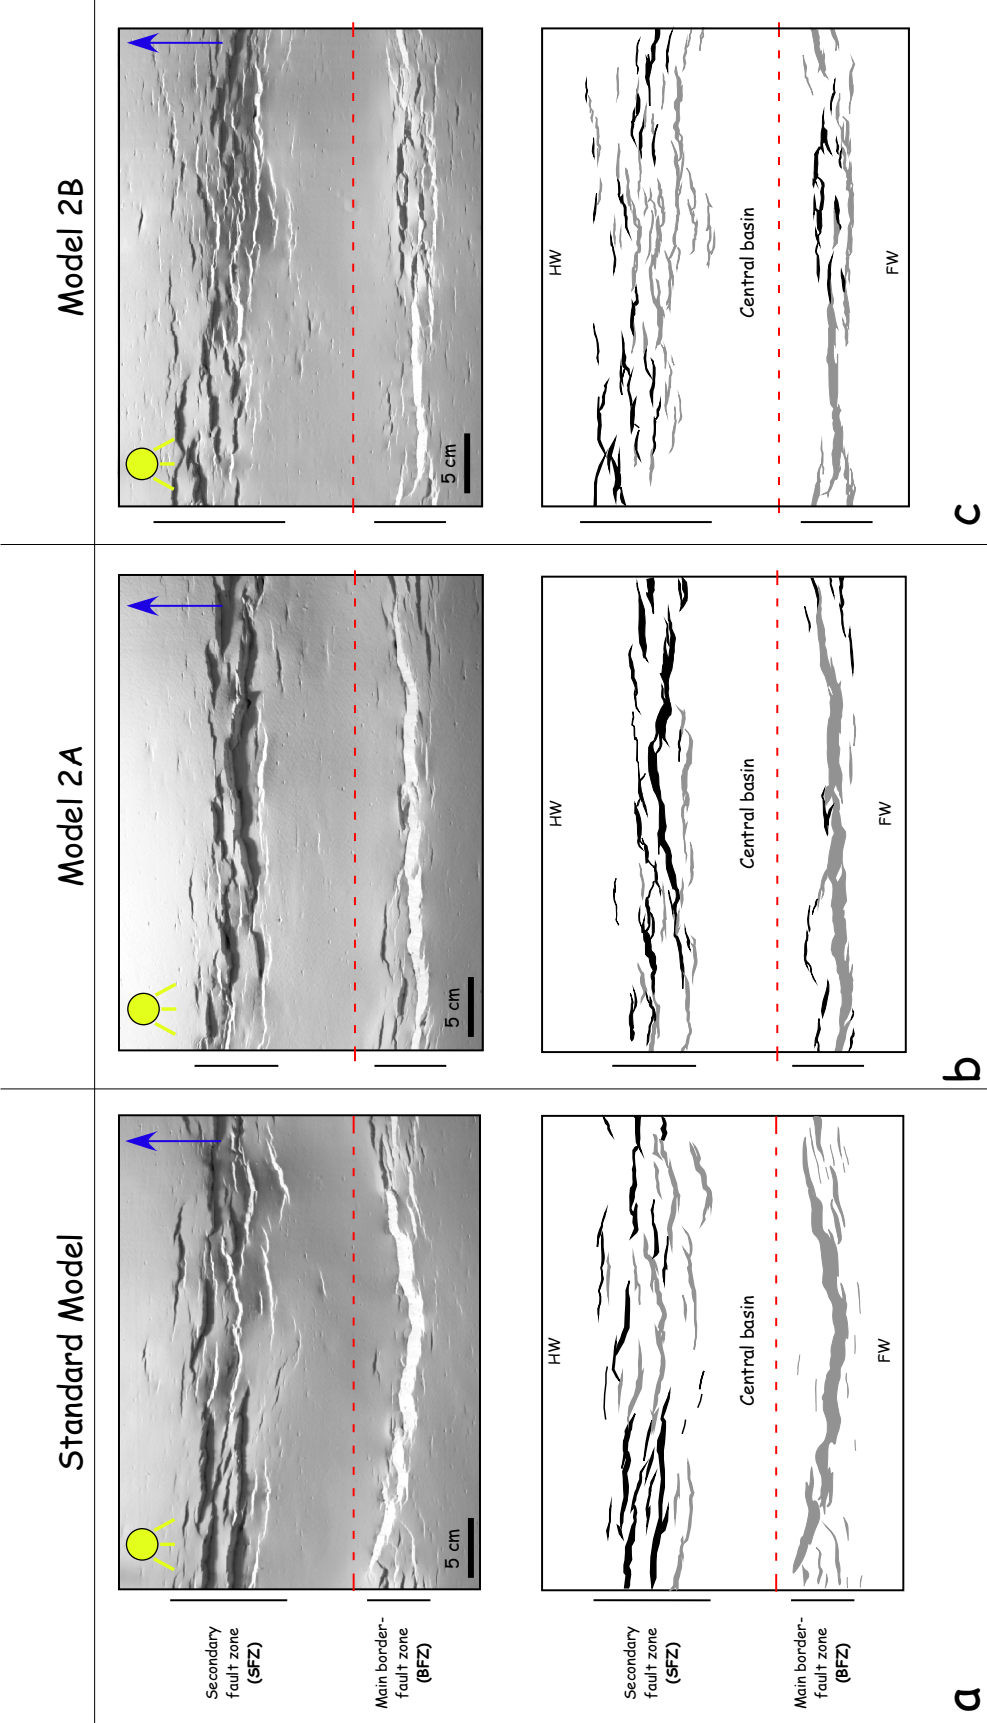 Standard Model
Model 2A
Model 2B
Secondary
fault zone
(SFZ)
Main border-
fault zone
(BFZ)
5 cm
5 cm
5 cm
Secondary
fault zone
(SFZ)
Main border-
fault zone
(BFZ)
HW
Central basin
FW
HW
Central basin
FW
HW
Central basin
FW
a
b
c